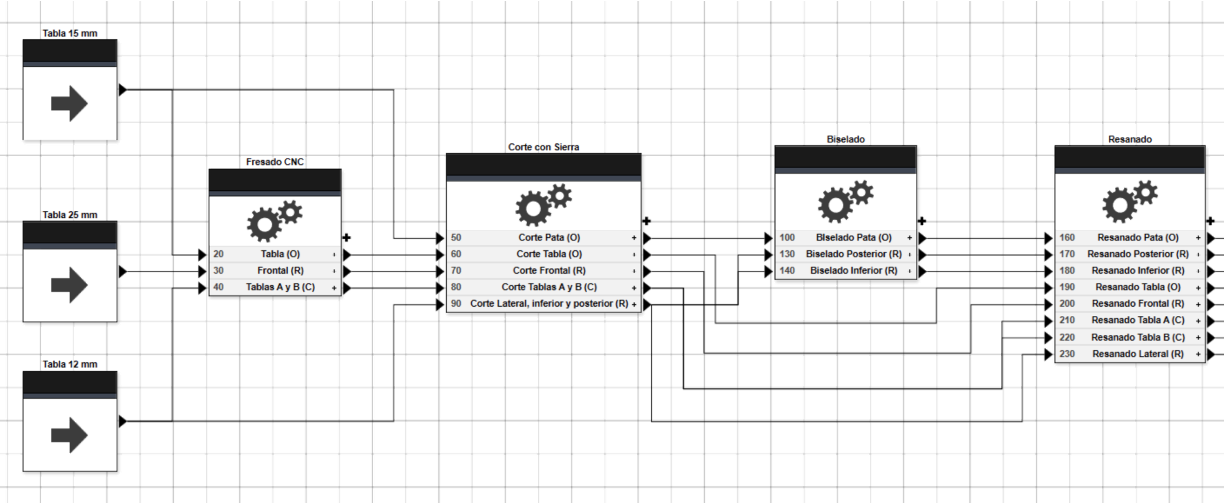 Tabla 15 mm
Tabla 25 mm
Tabla 12 mm
Fresado CNC
20 Tabla (O)
30 Frontal (R)
40 Tablas A y B (C)
Corte con Sierra
50 Corte Pata (O)
60 Corte Tabla (O)
70 Corte Frontal (R)
80 Corte Tablas A y B (C)
90 Corte Lateral, inferior y posterior (R)
Biselado
100 BIselado Pata (O)
130 Biselado Posterior (R)
140 Biselado Inferior (R)
Resanado
160 Resanado Pata (O)
170 Resanado Posterior (R)
180 Resanado Inferior (R)
190 Resanado Tabla (O)
200 Resanado Frontal (R)
210 Resanado Tabla A (C)
220 Resanado Tabla B (C)
230 Resanado Lateral (R)